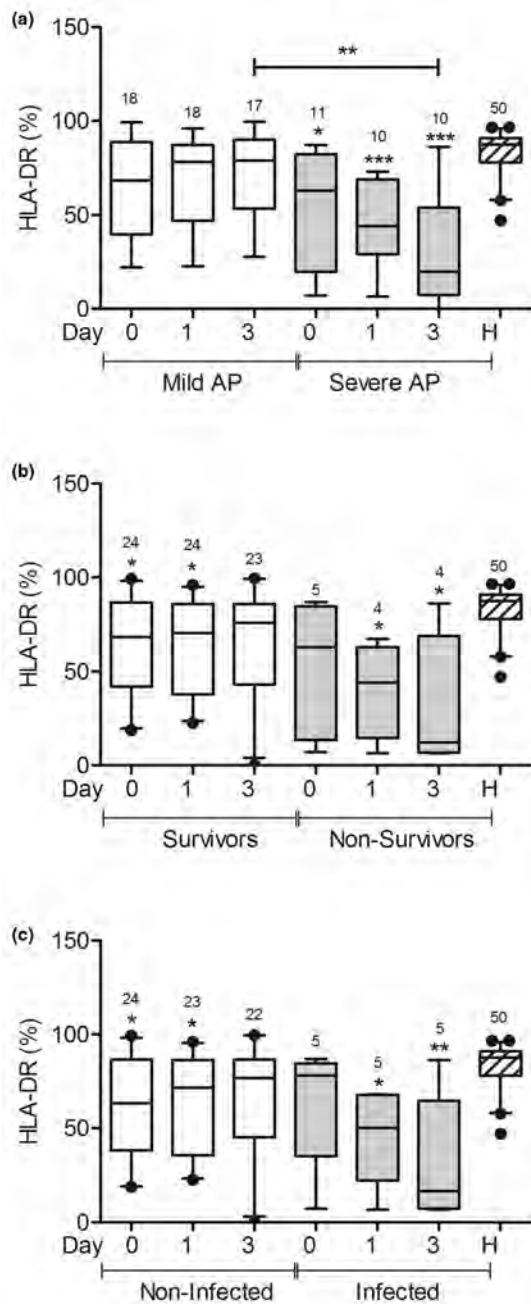 (a)
150
**
18
18
17
11
10
10
50
*
***
***
100
HLA-DR (%)
50
0
Day 0 1 3 0 1 3 H
Mild AP Severe AP
(b)
150
24 24 23 5 4 4 50
* * * *
100
HLA-DR (%)
50
0
Day 0 1 3 0 1 3 H
Survivors Non-Survivors
(c)
150
24 23 22 5 5 5 50
* * * **
100
HLA-DR (%)
50
0
Day 0 1 3 0 1 3 H
Non-Infected Infected